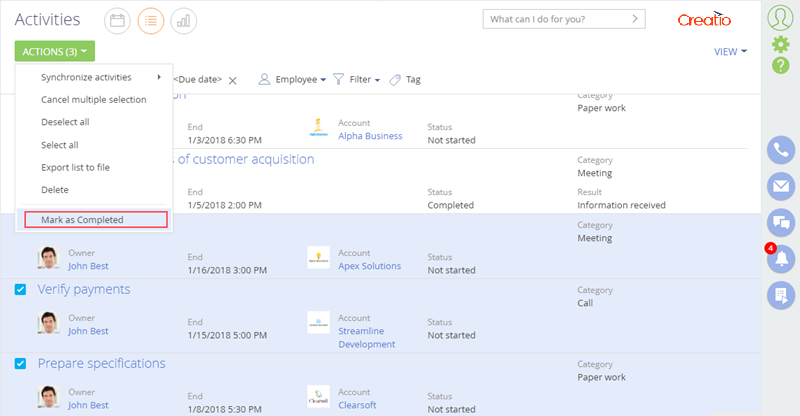 Activities
What can I do for you?
Creatio
ACTIONS (3)
VIEW
Synchronize activities
Cancel multiple selection
Deselect all
Select all
Export list to file
Delete
Mark as Completed
<Due date>
Employee
Filter
Tag
on
Category
Paper work
End
1/3/2018 6:30 PM
Account
Alpha Business
Status
Not started
s of customer acquisition
Category
Meeting
End
1/5/2018 2:00 PM
Status
Completed
Result
Information received
Category
Meeting
Owner
John Best
End
1/16/2018 3:00 PM
Account
Apex Solutions
Status
Not started
Verify payments
Category
Call
Owner
John Best
End
1/15/2018 5:00 PM
Account
Streamline
Development
Status
Not started
Prepare specifications
Category
Paper work
Owner
John Best
End
1/8/2018 5:30 PM
Clearsoft
Account
Clearsoft
Status
Not started
?
4